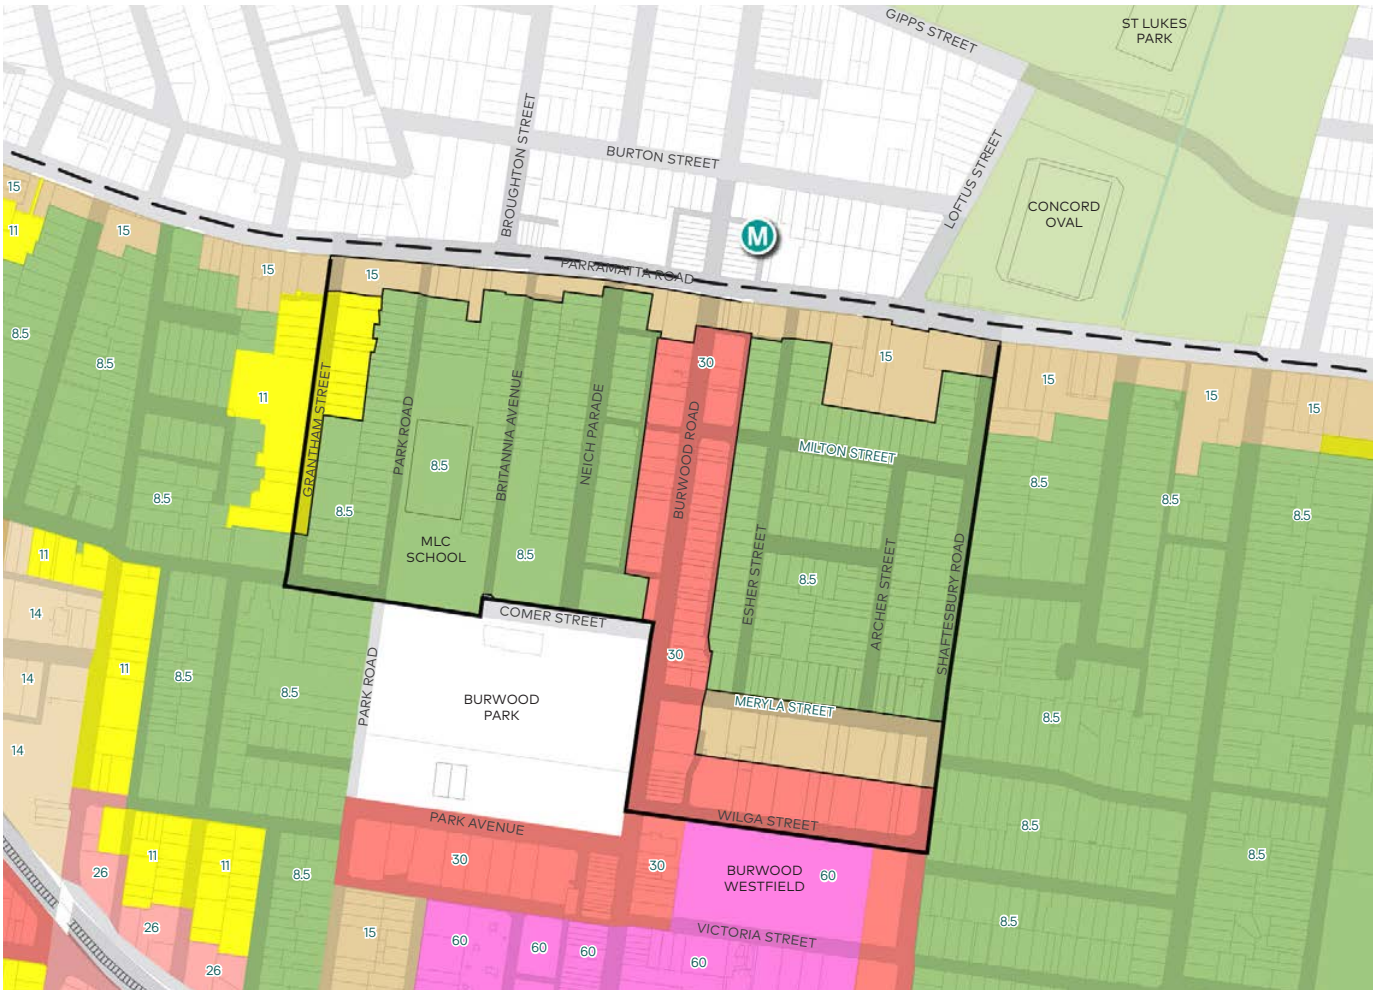 GIPPS STREET
ST LUKES
PARK
BROUGHTON STREET
BURTON STREET
LOFTUS STREET
CONCORD
OVAL
M
15
11
15
15
15
PARRAMATTA ROAD
8.5
8.5
11
GRANTHAM STREET
PARK ROAD
BRITANNIA AVENUE
NEICH PARADE
BURWOOD ROAD
30
15
15
15
15
MILTON STREET
8.5
8.5
8.5
MLC
SCHOOL
8.5
8.5
ESHER STREET
ARCHER STREET
SHAFTESBURY ROAD
8.5
8.5
8.5
8.5
11
14
14
14
11
8.5
8.5
COMER STREET
PARK ROAD
BURWOOD
PARK
30
MERYLA STREET
8.5
PARK AVENUE
WILGA STREET
30
30
BURWOOD
WESTFIELD
60
8.5
8.5
8.5
26
11
11
8.5
26
26
15
60
60
60
60
VICTORIA STREET